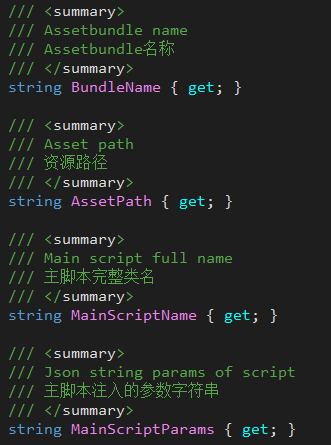 /// <summary>
/// Assetbundle name
/// Assetbundle名称
/// </summary>
string BundleName { get; }
/// <summary>
/// Asset path
/// 资源路径
/// </summary>
string AssetPath { get; }
/// <summary>
/// Main script full name
/// 主脚本完整类名
/// </summary>
string MainScriptName { get; }
/// <summary>
/// Json string params of script
/// 主脚本注入的参数字符串
/// </summary>
string MainScriptParams { get; }